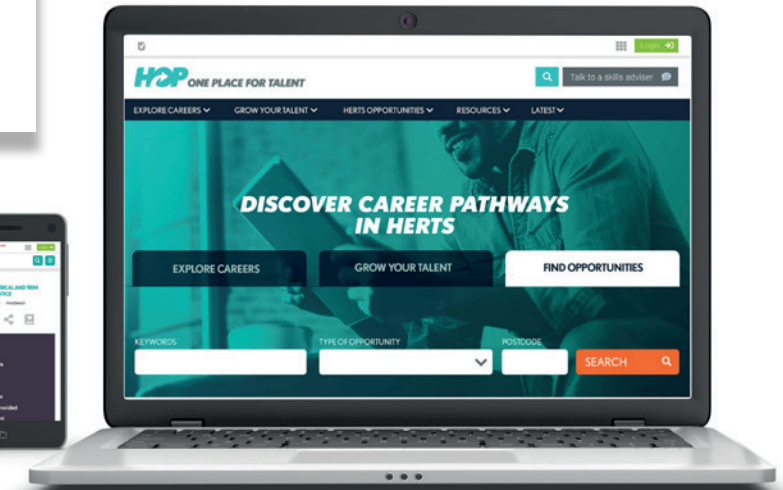 Login
HOP ONE PLACE FOR TALENT
Talk to a skills adviser
EXPLORE CAREERS GROW YOUR TALENT HERTS OPPORTUNITIES RESOURCES LATEST
DISCOVER CAREER PATHWAYS
IN HERTS
EXPLORE CAREERS GROW YOUR TALENT FIND OPPORTUNITIES
KEYWORDS TYPE OF OPPORTUNITY POSTCODE
SEARCH